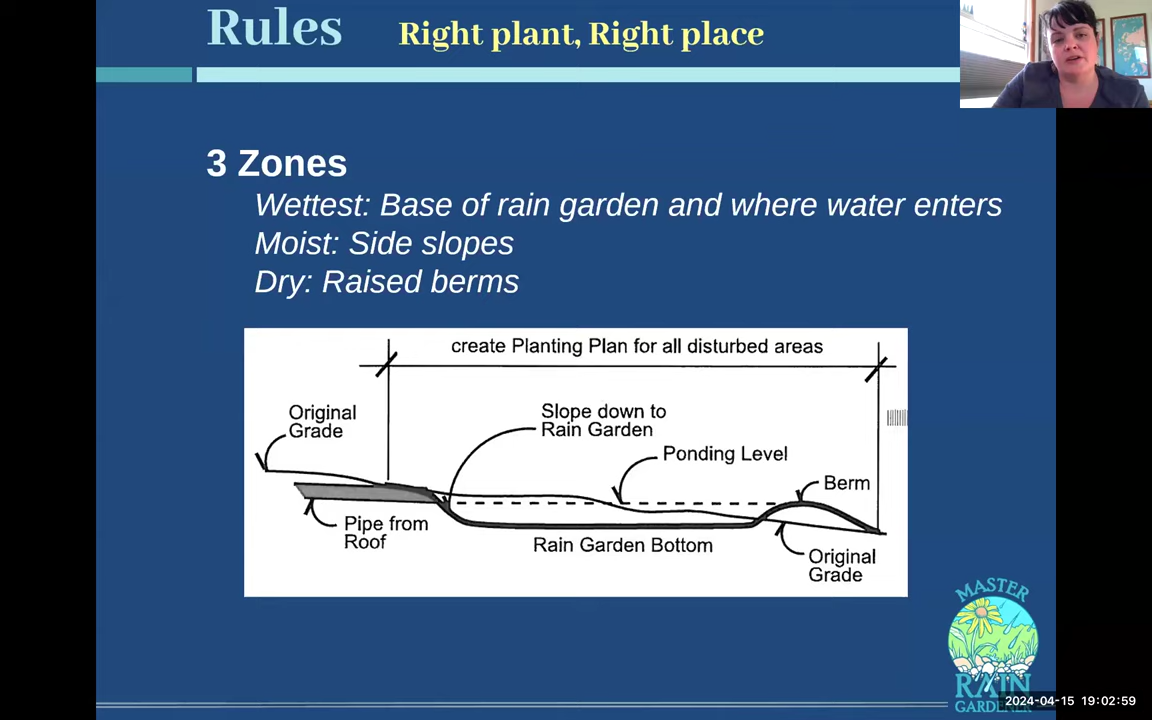 Rules Right plant, Right place
3 Zones
Wettest: Base of rain garden and where water enters
Moist: Side slopes
Dry: Raised berms
create Planting Plan for all disturbed areas
Original
Grade
Slope down to
Rain Garden
Ponding Level
Berm
Pipe from
Roof
Rain Garden Bottom
Original
Grade
MASTER
RAIN
GARDENER
2024-04-15 19:02:59